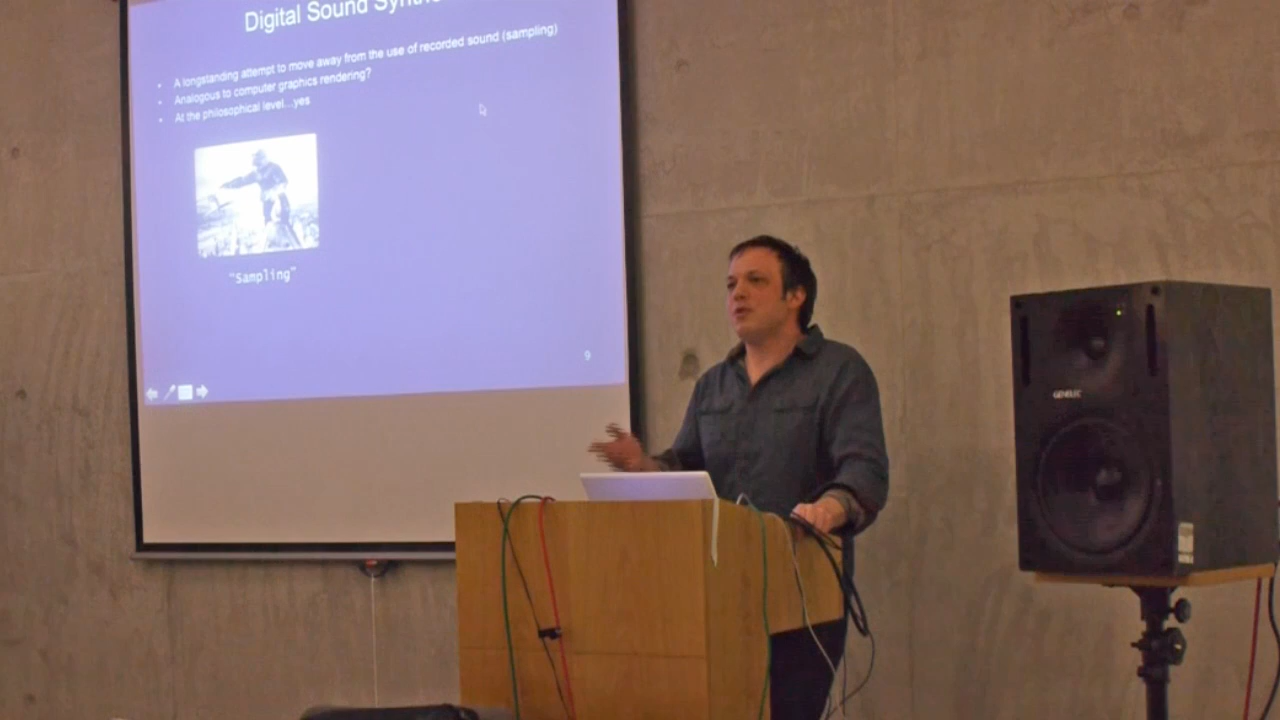 Digital Sound Synthe
• A longstanding attempt to move away from the use of recorded sound (sampling)
• Analogous to computer graphics rendering?
• At the philosophical level...yes
"Sampling"
9
GENELEC